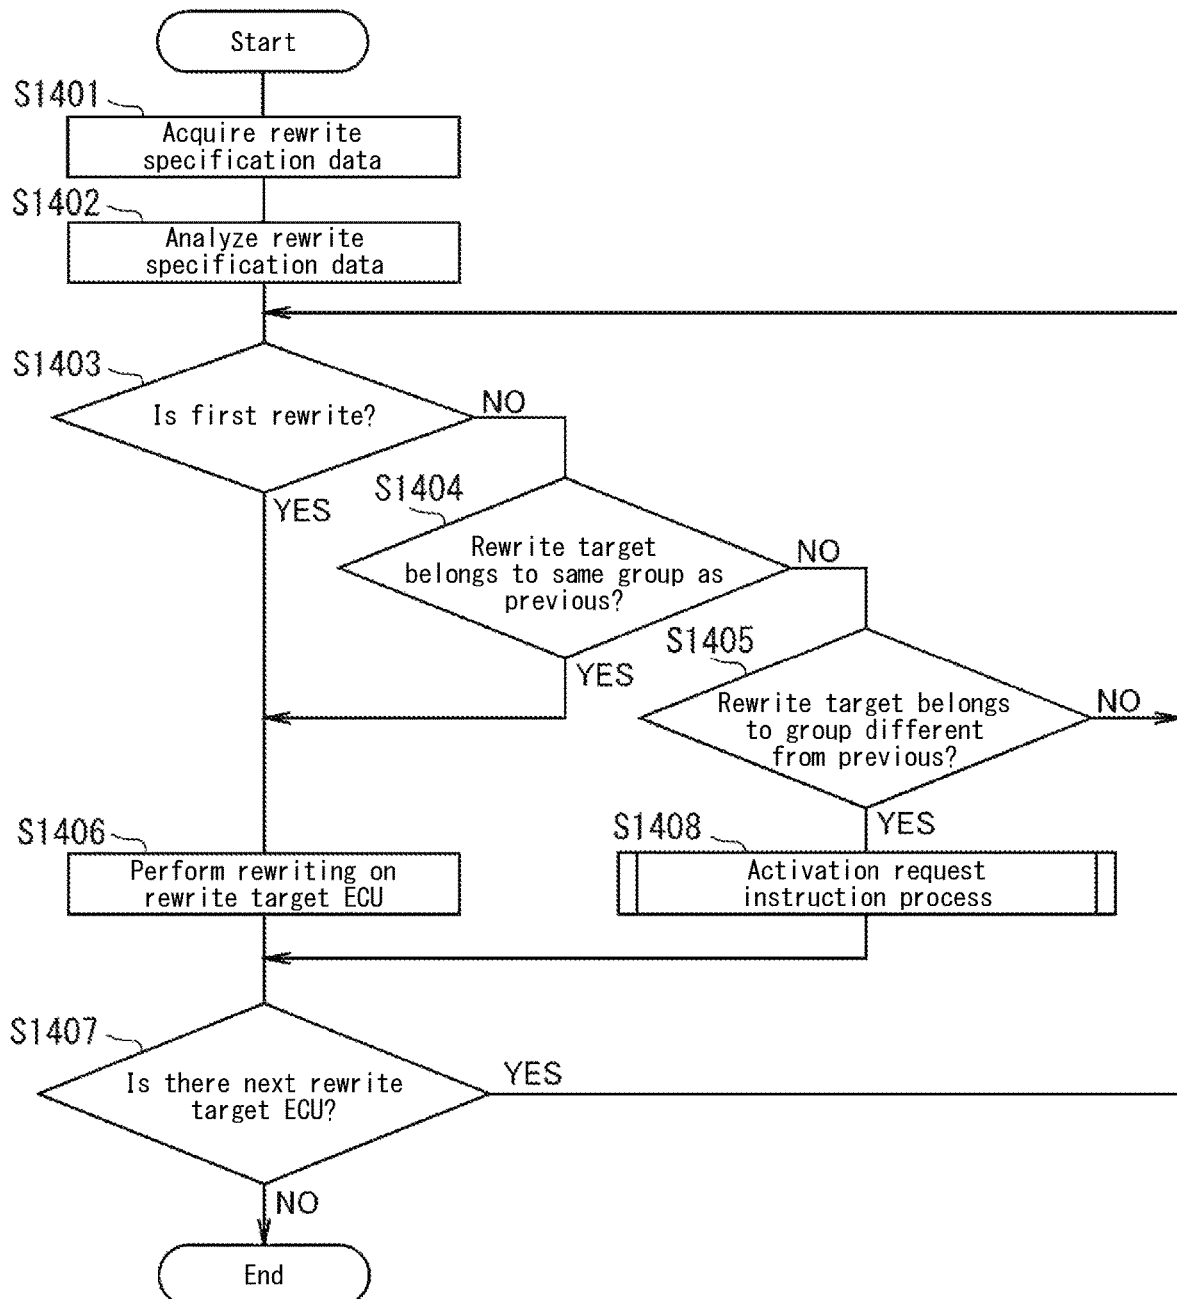 Start
S1401
Acquire rewrite
specification data
S1402
Analyze rewrite
specification data
S1403
Is first rewrite?
NO
YES
S1404
Rewrite target
belongs to same group as
previous?
NO
YES
S1405
Rewrite target belongs
to group different
from previous?
NO
YES
S1406
Perform rewriting on
rewrite target ECU
S1408
Activation request
instruction process
S1407
Is there next rewrite
target ECU?
YES
NO
End